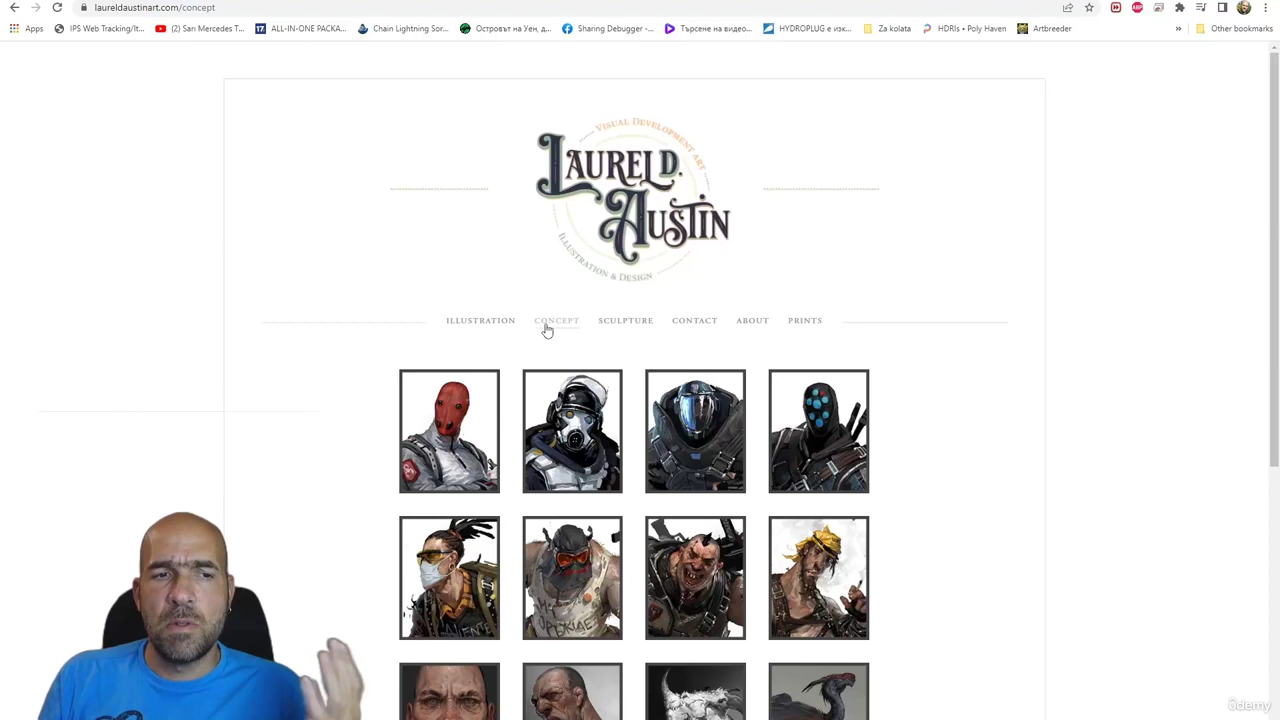 laureldaustinart.com/concept
Apps IPS Web Tracking/It... (2) Sarı Mercedes T... ALL-IN-ONE PACKA... Chain Lightning Sor... Островът на Уен, д... Sharing Debugger -... Търсене на видео... HYDROPLUG е изк... Za kolata HDRIs • Poly Haven Artbreeder » Other bookmarks
Visual Development Art
Laurel D.
Austin
Illustration & Design
ILLUSTRATION CONCEPT SCULPTURE CONTACT ABOUT PRINTS
ûdemy